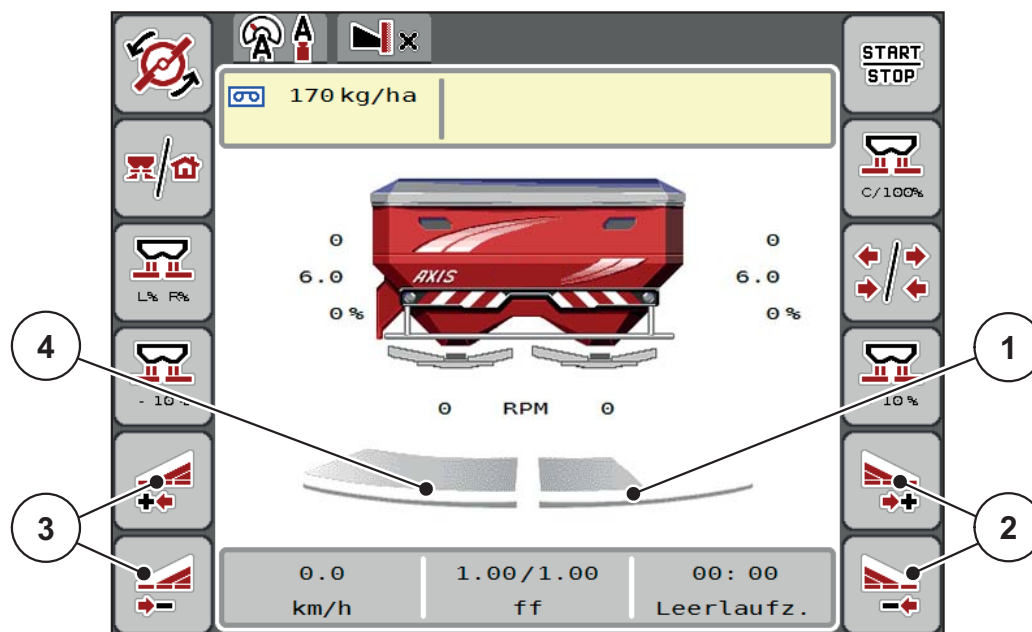 A A x
START
STOP
170 kg/ha
C/100%
0 0
6.0 AXIS 6.0
L% R%
0% 0%
4
1
- 10 %
10 %
0 RPM 0
+ +
3
2
0.0 1.00/1.00 00:00
km/h ff Leerlaufz.
- -